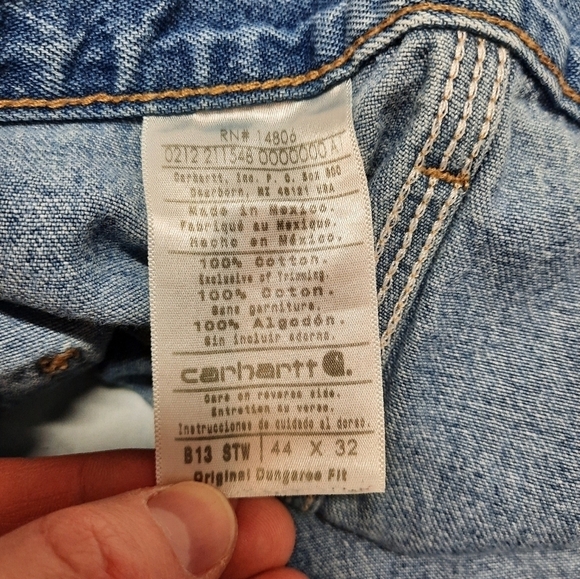 RN# 14806
0212 211548 0000000 A1
Carhartt, Inc P. O. Box 600
Dearborn, MI 48121 USA
Made in Mexico.
Fabriqué au Mexique.
Hecho en México.
100% Cotton.
Exclusive of Trimming.
100% Coton.
Sans garniture.
100% Algodón.
Sin incluir adorno.
carhartt
Care on reverse side.
Entretien au verso.
Instrucciones de cuidado al dorso.
B13 STW 44 X 32
Original Dungaree Fit